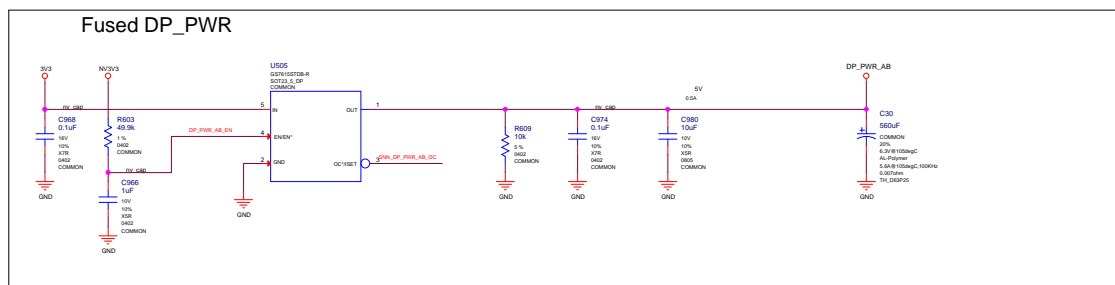 Fused DP_PWR
3V3
NV3V3
U505
GS7615STDB-R
SOT23_5_DP
COMMON
DP_PWR_AB
5V
0.5A
nv_cap
5
IN
OUT
1
nv_cap
C968
0.1uF
16V
10%
X7R
0402
COMMON
R603
49.9k
1 %
0402
COMMON
DP_PWR_AB_EN
4
EN/EN*
2
GND
OC*/ISET
3
SNN_DP_PWR_AB_OC
R609
10k
5 %
0402
COMMON
C974
0.1uF
16V
10%
X7R
0402
COMMON
C980
10uF
10V
10%
X5R
0805
COMMON
C30
560uF
COMMON
20%
6.3V@105degC
AL-Polymer
5.6A@105degC,100KHz
0.007ohm
TH_D63P25
nv_cap
C966
1uF
10V
10%
X5R
0402
COMMON
GND
GND
GND
GND
GND
GND
GND